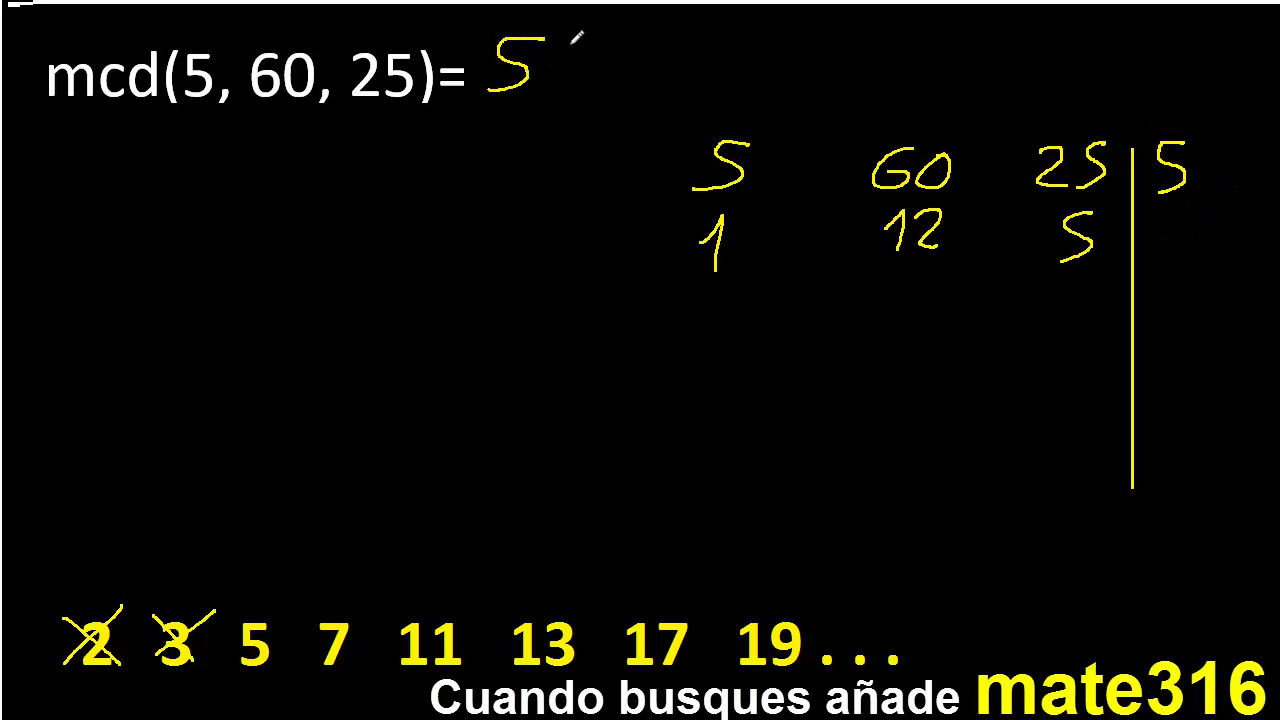 mcd(5, 60, 25)= 5
5 60 25 5
1 12 5
2 3 5 7 11 13 17 19 . . .
Cuando busques añade mate316